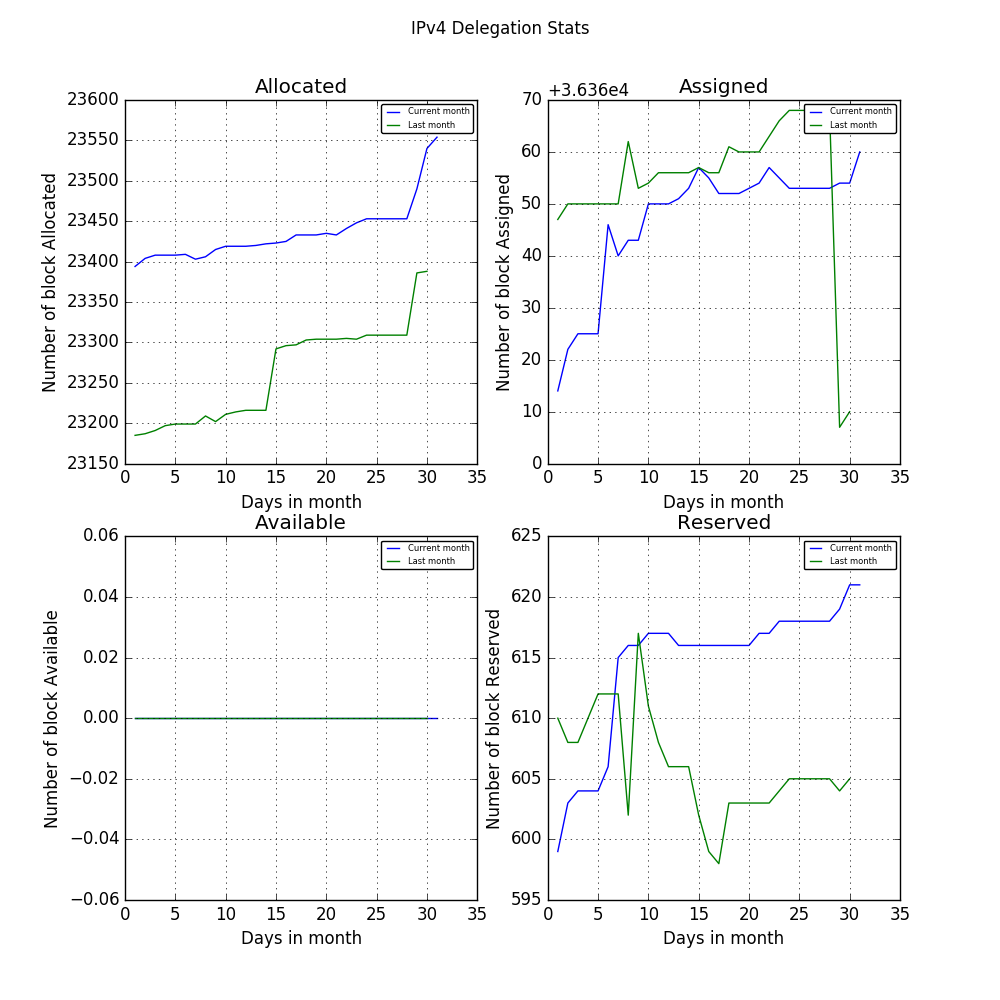 IPv4 Delegation Stats
Allocated
Number of block Allocated
23600
23550
23500
23450
23400
23350
23300
23250
23200
23150
Current month
Last month
0 5 10 15 20 25 30 35
Days in month
Assigned
+3.636e4
Number of block Assigned
70
60
50
40
30
20
10
0
Current month
Last month
0 5 10 15 20 25 30 35
Days in month
Available
Number of block Available
0.06
0.04
0.02
0.00
−0.02
−0.04
−0.06
Current month
Last month
0 5 10 15 20 25 30 35
Days in month
Reserved
Number of block Reserved
625
620
615
610
605
600
595
Current month
Last month
0 5 10 15 20 25 30 35
Days in month